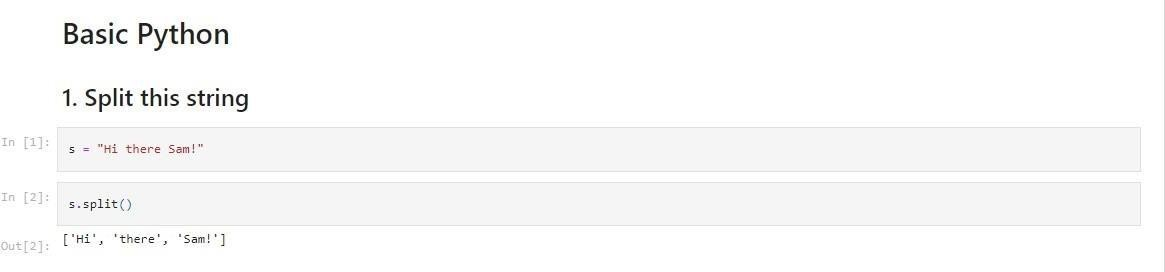 Basic Python
1. Split this string
In [1]: s = "Hi there Sam!"
In [2]: s.split()
Out[2]: ['Hi', 'there', 'Sam!']